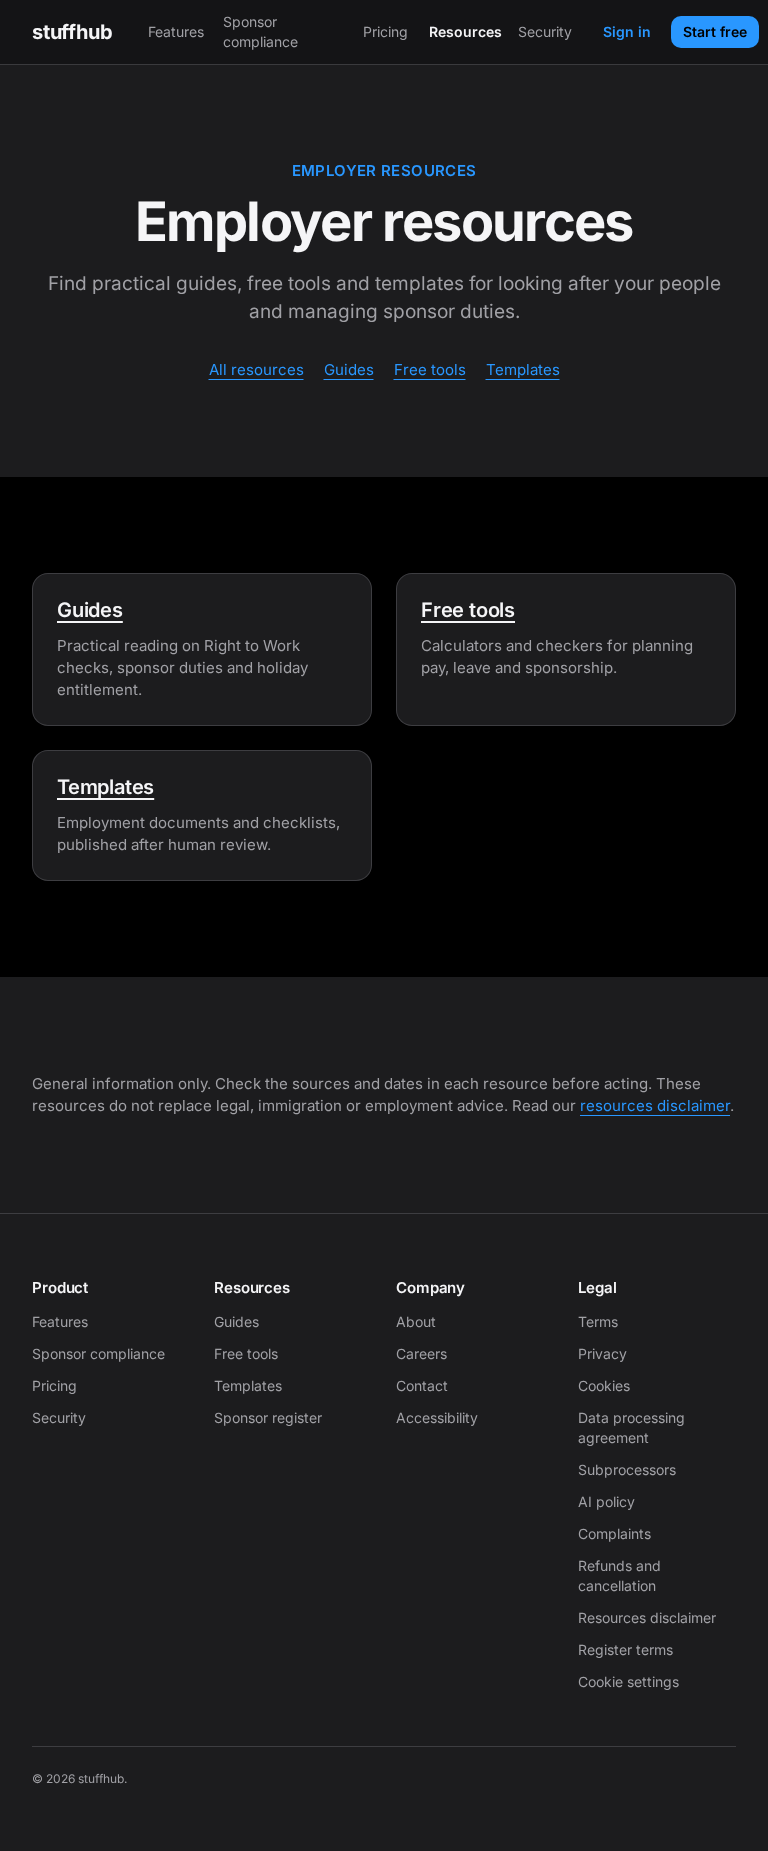 stuffhub
Features
Sponsor
compliance
Pricing
Resources
Security
Sign in
Start free
EMPLOYER RESOURCES
Employer resources
Find practical guides, free tools and templates for looking after your people
and managing sponsor duties.
All resources
Guides
Free tools
Templates
Guides
Practical reading on Right to Work
checks, sponsor duties and holiday
entitlement.
Free tools
Calculators and checkers for planning
pay, leave and sponsorship.
Templates
Employment documents and checklists,
published after human review.
General information only. Check the sources and dates in each resource before acting. These
resources do not replace legal, immigration or employment advice. Read our resources disclaimer.
Product
Features
Sponsor compliance
Pricing
Security
Resources
Guides
Free tools
Templates
Sponsor register
Company
About
Careers
Contact
Accessibility
Legal
Terms
Privacy
Cookies
Data processing
agreement
Subprocessors
AI policy
Complaints
Refunds and
cancellation
Resources disclaimer
Register terms
Cookie settings
© 2026 stuffhub.